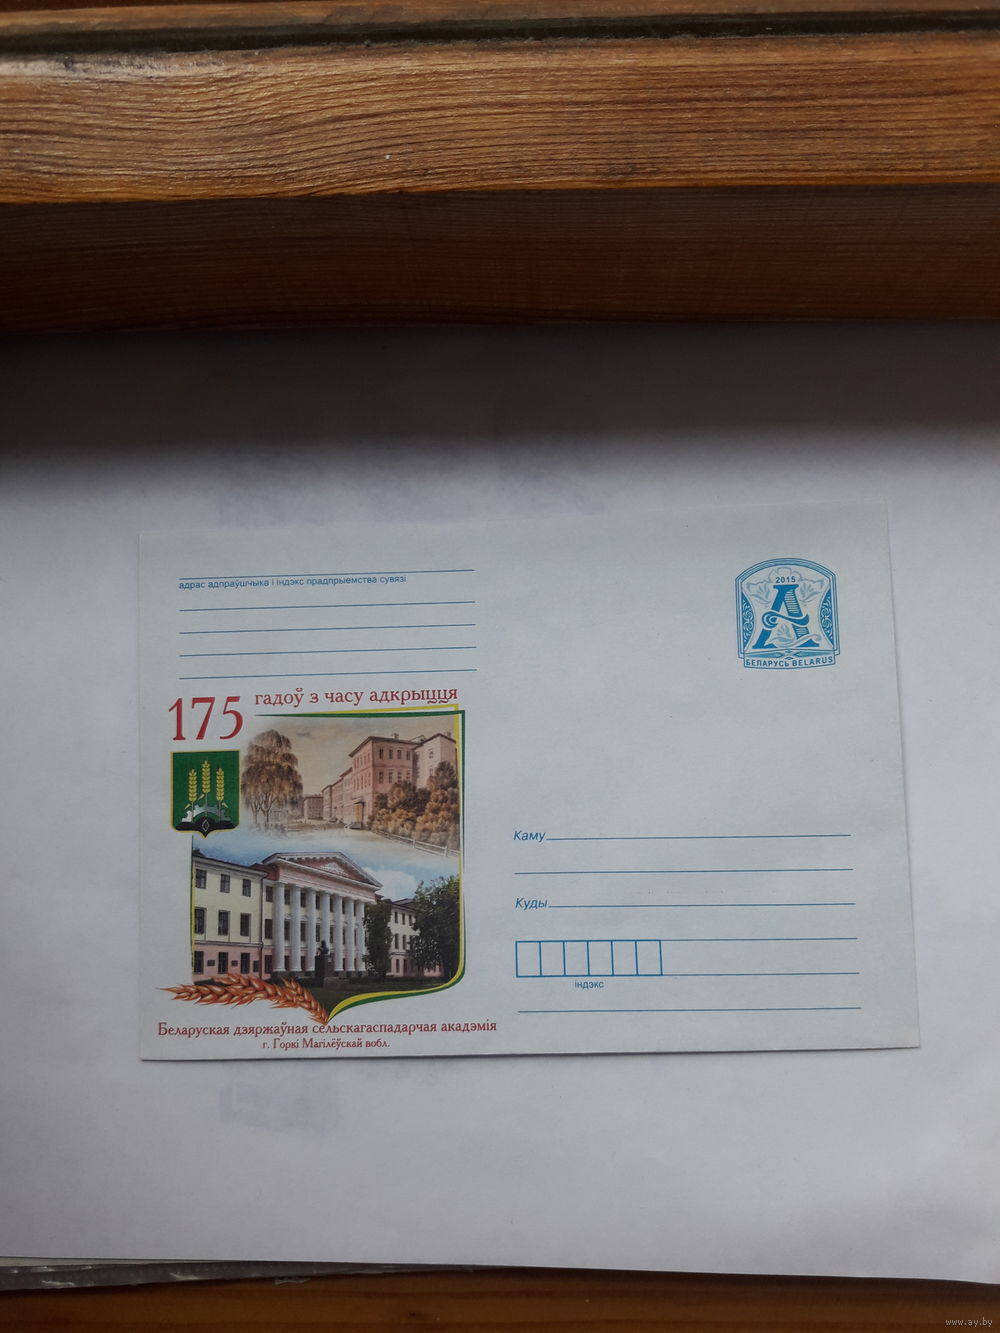 адрас адпраўшчыка і індэкс прадпрыемства сувязі
2015
А
БЕЛАРУСЬ BELARUS
175 гадоў з часу адкрыцця
Каму
Куды
індэкс
Беларуская дзяржаўная сельскагаспадарчая акадэмія
г. Горкі Магілёўскай вобл.
www.ay.by